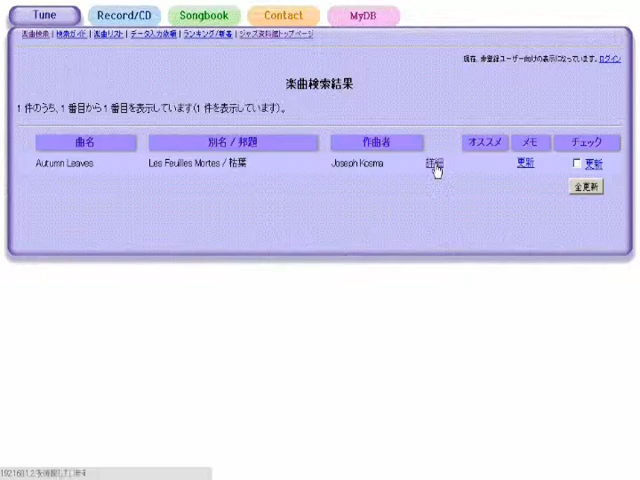 Tune Record/CD Songbook Contact MyDB
楽曲検索 | 検索ガイド | 楽曲リスト | データ入力依頼 | ランキング/新着 | ジャズ資料館トップページ
現在、非登録ユーザー向けの表示になっています。ログイン
楽曲検索結果
1 件のうち、1 番目から 1 番目を表示しています(1 件を表示しています)。
曲名 別名 / 邦題 作曲者 オススメ メモ チェック
Autumn Leaves Les Feuilles Mortes / 枯葉 Joseph Kosma 詳細 更新 更新
全更新